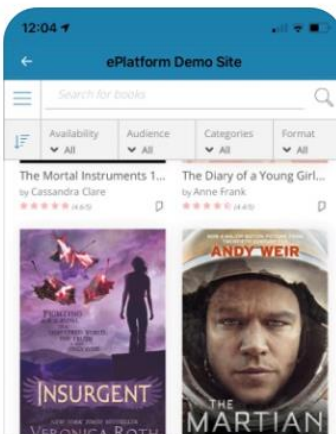 12:04
ePlatform Demo Site
Search for books
Availability Audience Categories Format
All All All All
The Mortal Instruments 1... The Diary of a Young Girl...
by Cassandra Clare by Anne Frank
(4.6/5) (4.4/5)
FIGHTING
INSURGENT
VERONICA ROTH
ANDY WEIR
THE
MARTIAN